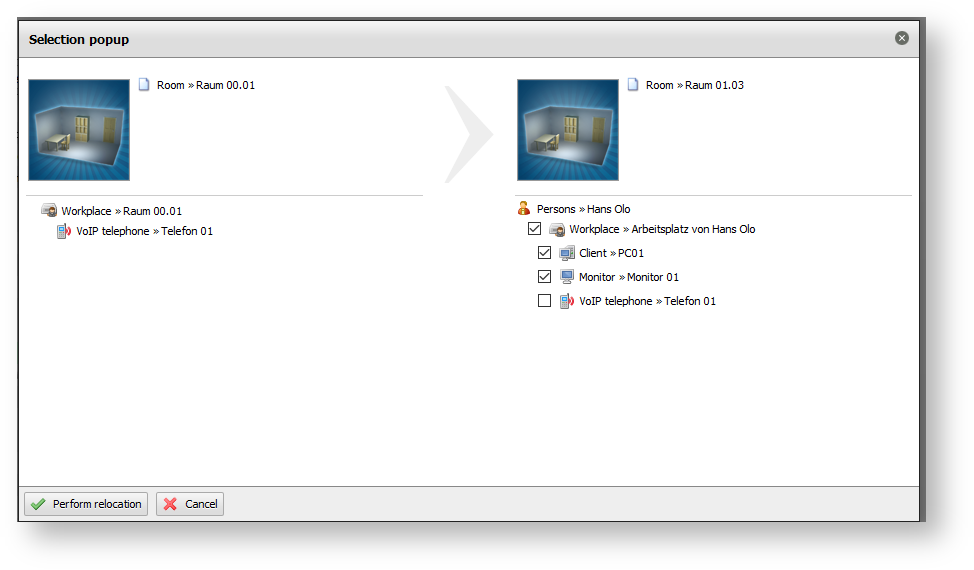 Selection popup
Room » Raum 00.01
Workplace » Raum 00.01
VoIP telephone » Telefon 01
Room » Raum 01.03
Persons » Hans Olo
Workplace » Arbeitsplatz von Hans Olo
Client » PC01
Monitor » Monitor 01
VoIP telephone » Telefon 01
Perform relocation
Cancel